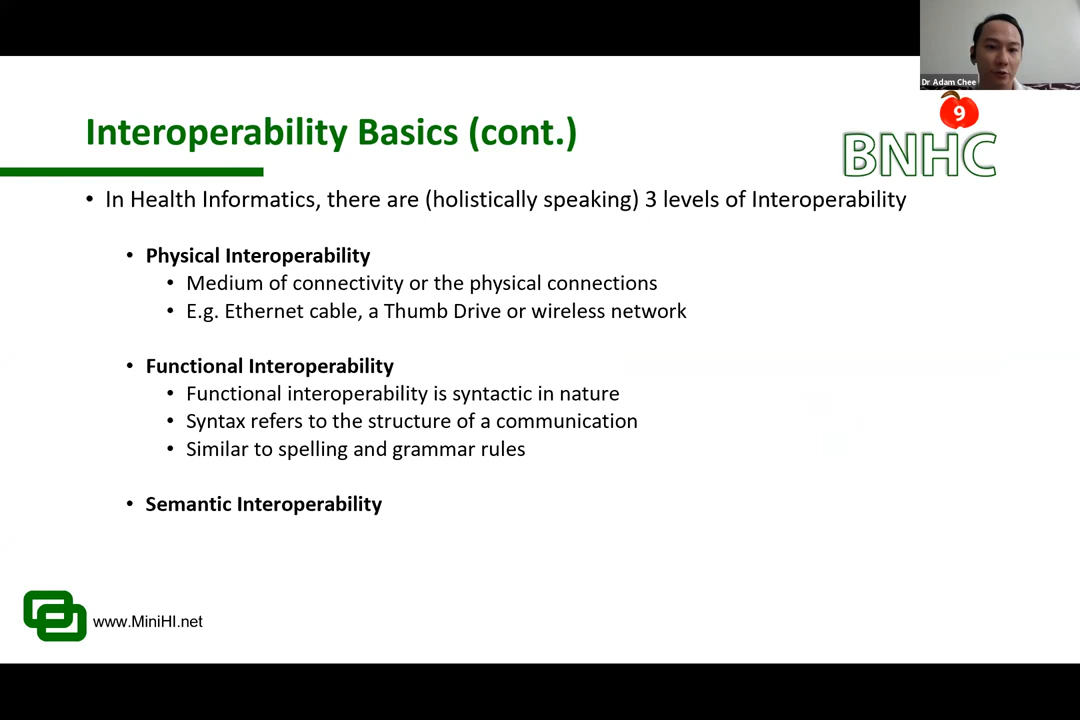 Dr Adam Chee
9
BNHC
Interoperability Basics (cont.)
• In Health Informatics, there are (holistically speaking) 3 levels of Interoperability
• Physical Interoperability
• Medium of connectivity or the physical connections
• E.g. Ethernet cable, a Thumb Drive or wireless network
• Functional Interoperability
• Functional interoperability is syntactic in nature
• Syntax refers to the structure of a communication
• Similar to spelling and grammar rules
• Semantic Interoperability
www.MiniHI.net